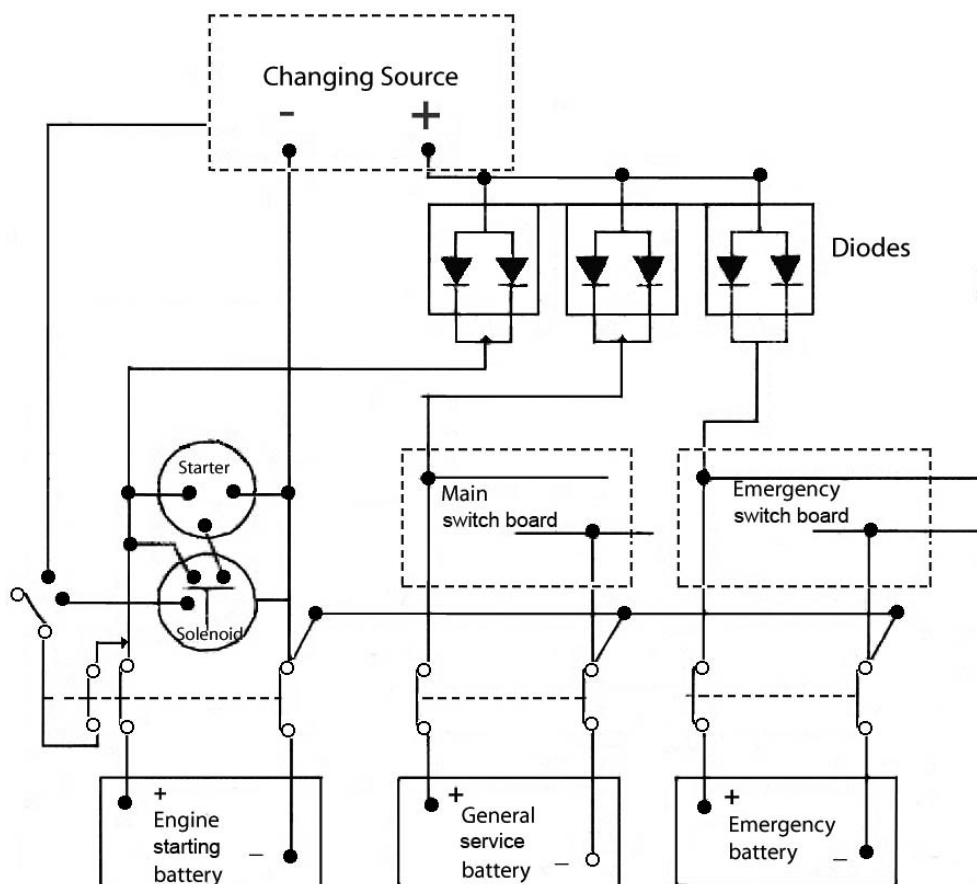 Changing Source
- +
Diodes
Starter
Solenoid
Main
switch board
Emergency
switch board
+
Engine
starting
battery
−
+
General
service
battery
−
+
Emergency
battery
−